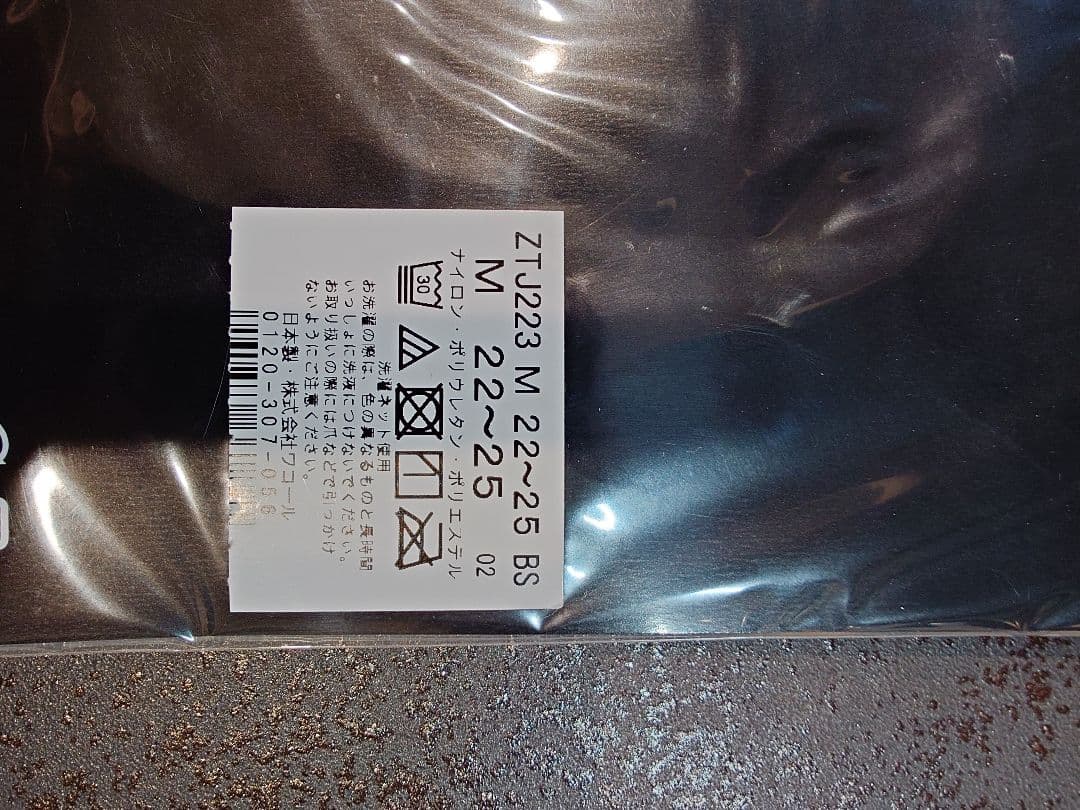 ZTJ223 M 22~25 BS
M 22~25 02
ナイロン・ポリウレタン・ポリエステル
30
洗濯ネット使用
お洗濯の際は、色の異なるものと長時間
いっしょに洗液につけないでください。
お取り扱いの際には爪などで引っかけ
ないようにご注意ください。
日本製・株式会社ワコール
0120-307-056